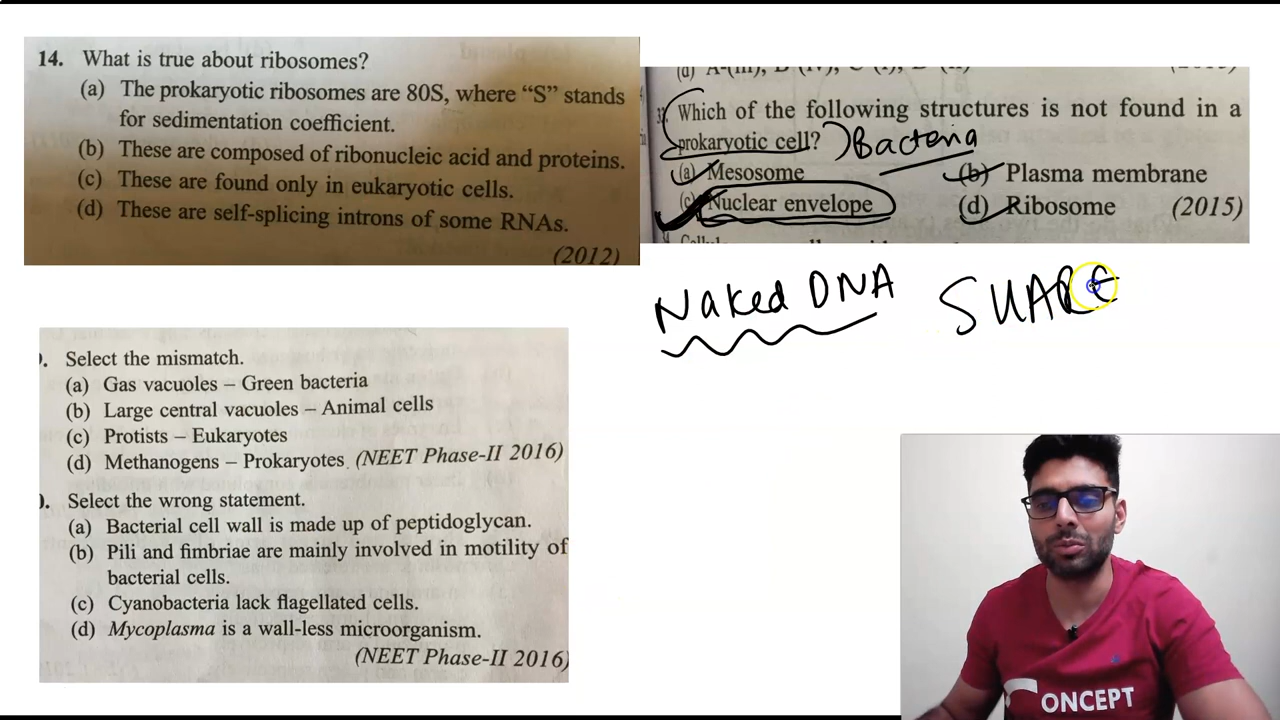 14. What is true about ribosomes?
(a) The prokaryotic ribosomes are 80S, where “S” stands
for sedimentation coefficient.
(b) These are composed of ribonucleic acid and proteins.
(c) These are found only in eukaryotic cells.
(d) These are self-splicing introns of some RNAs.
(2012)
Which of the following structures is not found in a
prokaryotic cell? Bacteria
(a) Mesosome (b) Plasma membrane
(c) Nuclear envelope (d) Ribosome (2015)
Naked DNA SHARE
. Select the mismatch.
(a) Gas vacuoles – Green bacteria
(b) Large central vacuoles – Animal cells
(c) Protists – Eukaryotes
(d) Methanogens – Prokaryotes (NEET Phase-II 2016)
. Select the wrong statement.
(a) Bacterial cell wall is made up of peptidoglycan.
(b) Pili and fimbriae are mainly involved in motility of
bacterial cells.
(c) Cyanobacteria lack flagellated cells.
(d) Mycoplasma is a wall-less microorganism.
(NEET Phase-II 2016)
ONCEPT